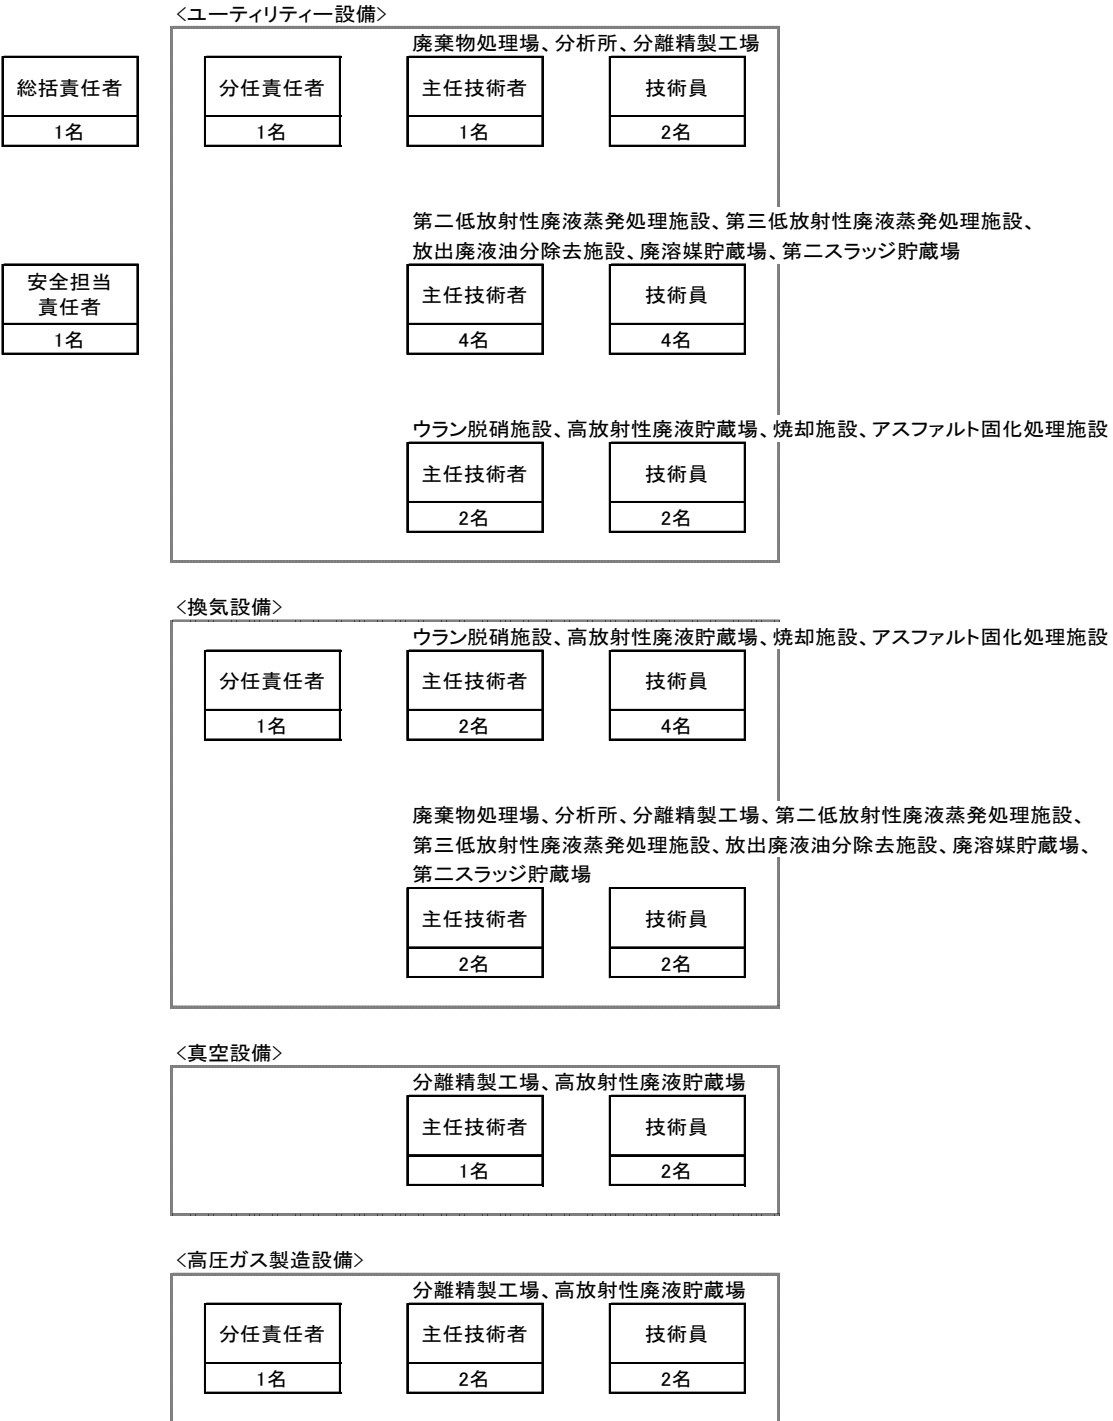 <ユーティリティー設備>
廃棄物処理場、分析所、分離精製工場
総括責任者
分任責任者
主任技術者
技術員
1名
1名
1名
2名
第二低放射性廃液蒸発処理施設、第三低放射性廃液蒸発処理施設、
放出廃液油分除去施設、廃溶媒貯蔵場、第二スラッジ貯蔵場
安全担当
責任者
主任技術者
技術員
1名
4名
4名
ウラン脱硝施設、高放射性廃液貯蔵場、焼却施設、アスファルト固化処理施設
主任技術者
技術員
2名
2名
<換気設備>
ウラン脱硝施設、高放射性廃液貯蔵場、焼却施設、アスファルト固化処理施設
分任責任者
主任技術者
技術員
1名
2名
4名
廃棄物処理場、分析所、分離精製工場、第二低放射性廃液蒸発処理施設、
第三低放射性廃液蒸発処理施設、放出廃液油分除去施設、廃溶媒貯蔵場、
第二スラッジ貯蔵場
主任技術者
技術員
2名
2名
<真空設備>
分離精製工場、高放射性廃液貯蔵場
主任技術者
技術員
1名
2名
<高圧ガス製造設備>
分離精製工場、高放射性廃液貯蔵場
分任責任者
主任技術者
技術員
1名
2名
2名